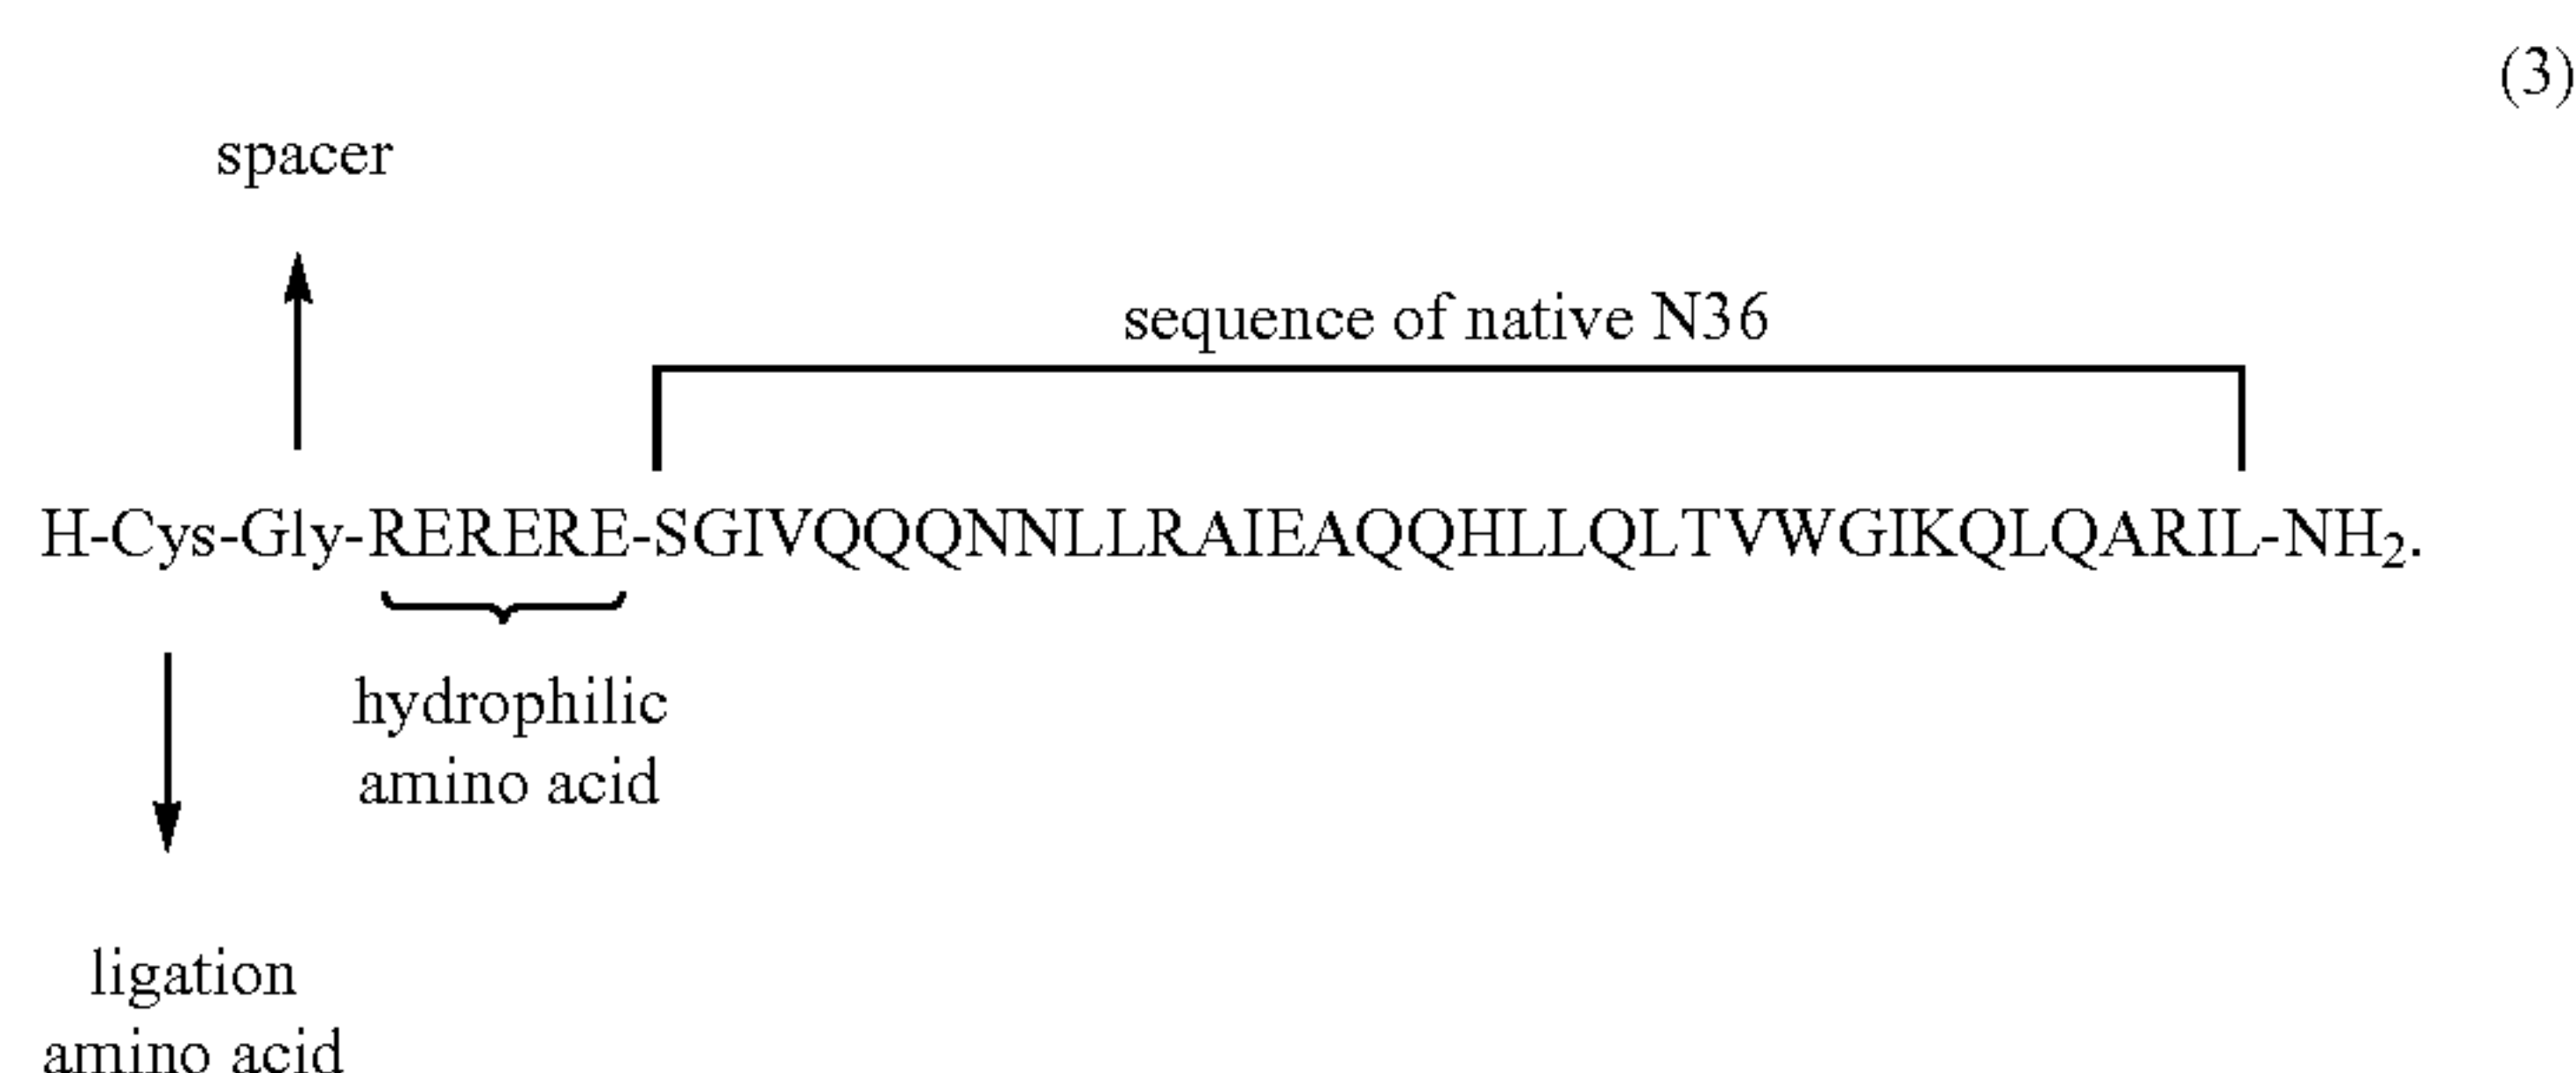 (3)
spacer
sequence of native N36
H-Cys-Gly-RERERE-SGIVQQQNNLLRAIEAQQHLLQLTVWGIKQLQARIL-NH₂.
hydrophilic
amino acid
ligation
amino acid